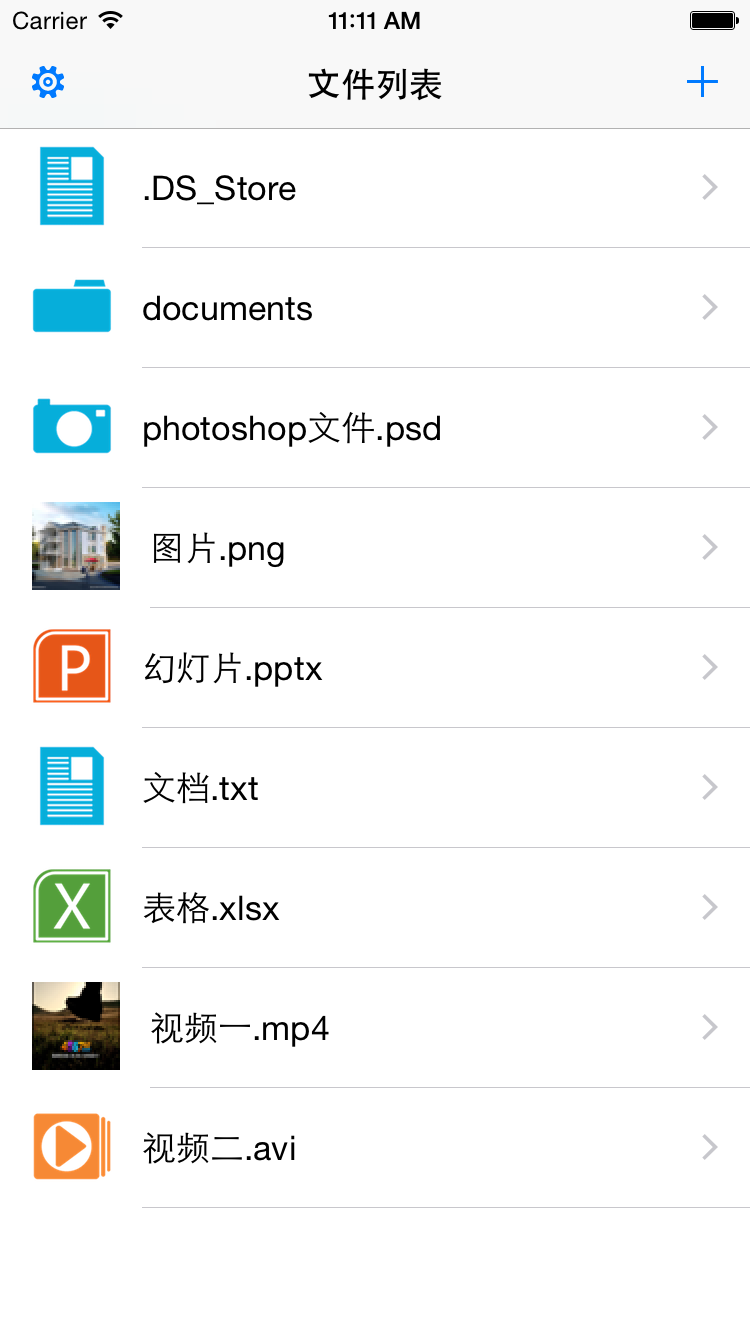 Carrier 11:11 AM
文件列表
.DS_Store
documents
photoshop文件.psd
图片.png
P
幻灯片.pptx
文档.txt
X
表格.xlsx
视频一.mp4
视频二.avi